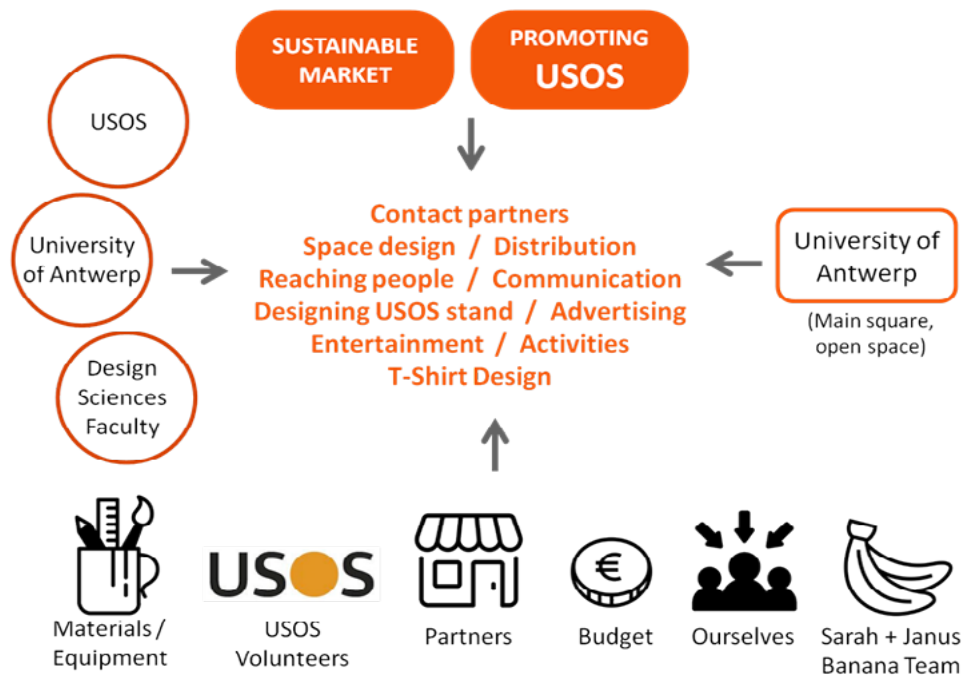 SUSTAINABLE
MARKET
PROMOTING
USOS
USOS
University
of Antwerp
Design
Sciences
Faculty
Contact partners
Space design / Distribution
Reaching people / Communication
Designing USOS stand / Advertising
Entertainment / Activities
T-Shirt Design
University of
Antwerp
(Main square,
open space)
Materials /
Equipment
USOS
USOS
Volunteers
Partners
€
Budget
Ourselves
Sarah + Janus
Banana Team